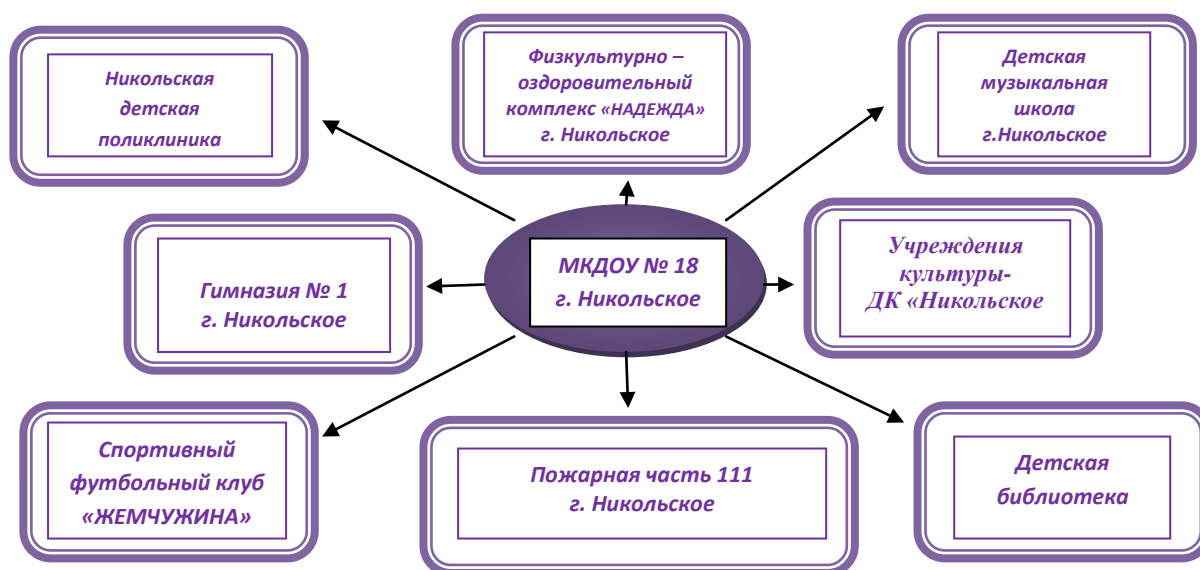 Никольская
детская
поликлиника
Физкультурно –
оздоровительный
комплекс «НАДЕЖДА»
г. Никольское
Детская
музыкальная
школа
г.Никольское
Гимназия № 1
г. Никольское
МКДОУ № 18
г. Никольское
Учреждения
культуры-
ДК «Никольское
Спортивный
футбольный клуб
«ЖЕМЧУЖИНА»
Пожарная часть 111
г. Никольское
Детская
библиотека